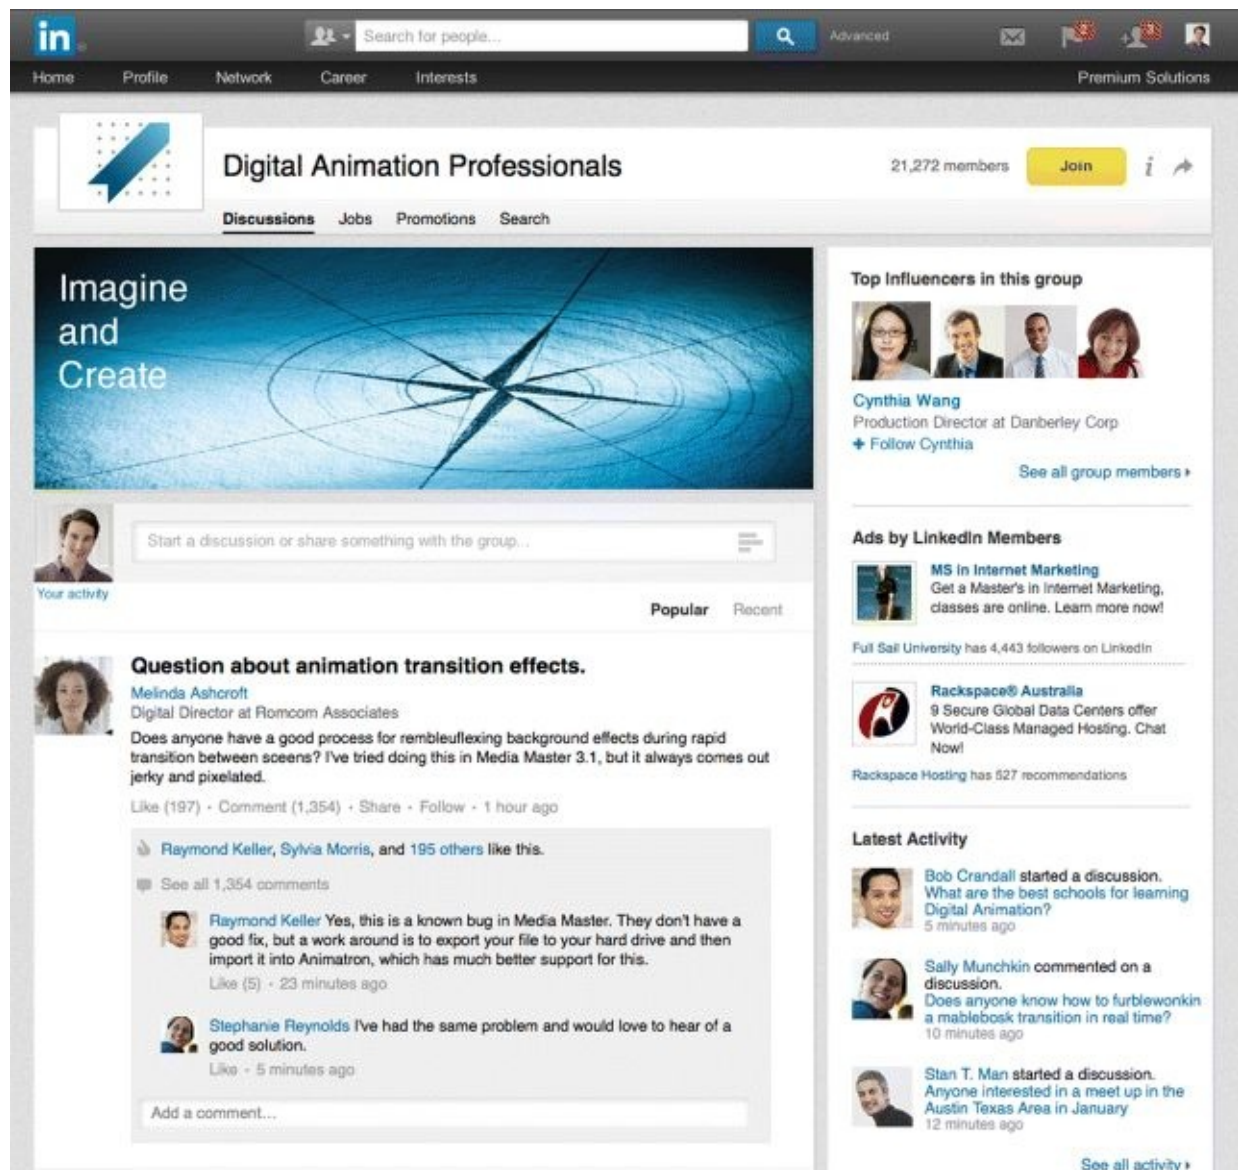 in
Search for people...
Advanced
Home Profile Network Career Interests Premium Solutions
Digital Animation Professionals
21,272 members
Join
i
Discussions Jobs Promotions Search
Imagine
and
Create
Start a discussion or share something with the group...
Your activity
Popular Recent
Question about animation transition effects.
Melinda Ashcroft
Digital Director at Romcom Associates
Does anyone have a good process for rembleuflexing background effects during rapid
transition between sceens? I've tried doing this in Media Master 3.1, but it always comes out
jerky and pixelated.
Like (197) • Comment (1,354) • Share • Follow • 1 hour ago
Raymond Keller, Sylvia Morris, and 195 others like this.
See all 1,354 comments
Raymond Keller Yes, this is a known bug in Media Master. They don't have a
good fix, but a work around is to export your file to your hard drive and then
import it into Animatron, which has much better support for this.
Like (5) • 23 minutes ago
Stephanie Reynolds I've had the same problem and would love to hear of a
good solution.
Like • 5 minutes ago
Add a comment...
Top Influencers in this group
Cynthia Wang
Production Director at Danberley Corp
+ Follow Cynthia
See all group members
Ads by LinkedIn Members
MS in Internet Marketing
Get a Master's in Internet Marketing,
classes are online. Learn more now!
Full Sail University has 4,443 followers on LinkedIn
Rackspace® Australia
9 Secure Global Data Centers offer
World-Class Managed Hosting. Chat
Now!
Rackspace Hosting has 527 recommendations
Latest Activity
Bob Crandall started a discussion.
What are the best schools for learning
Digital Animation?
5 minutes ago
Sally Munchkin commented on a
discussion.
Does anyone know how to furblewonkin
a mablebosk transition in real time?
10 minutes ago
Stan T. Man started a discussion.
Anyone interested in a meet up in the
Austin Texas Area in January
12 minutes ago
See all activity